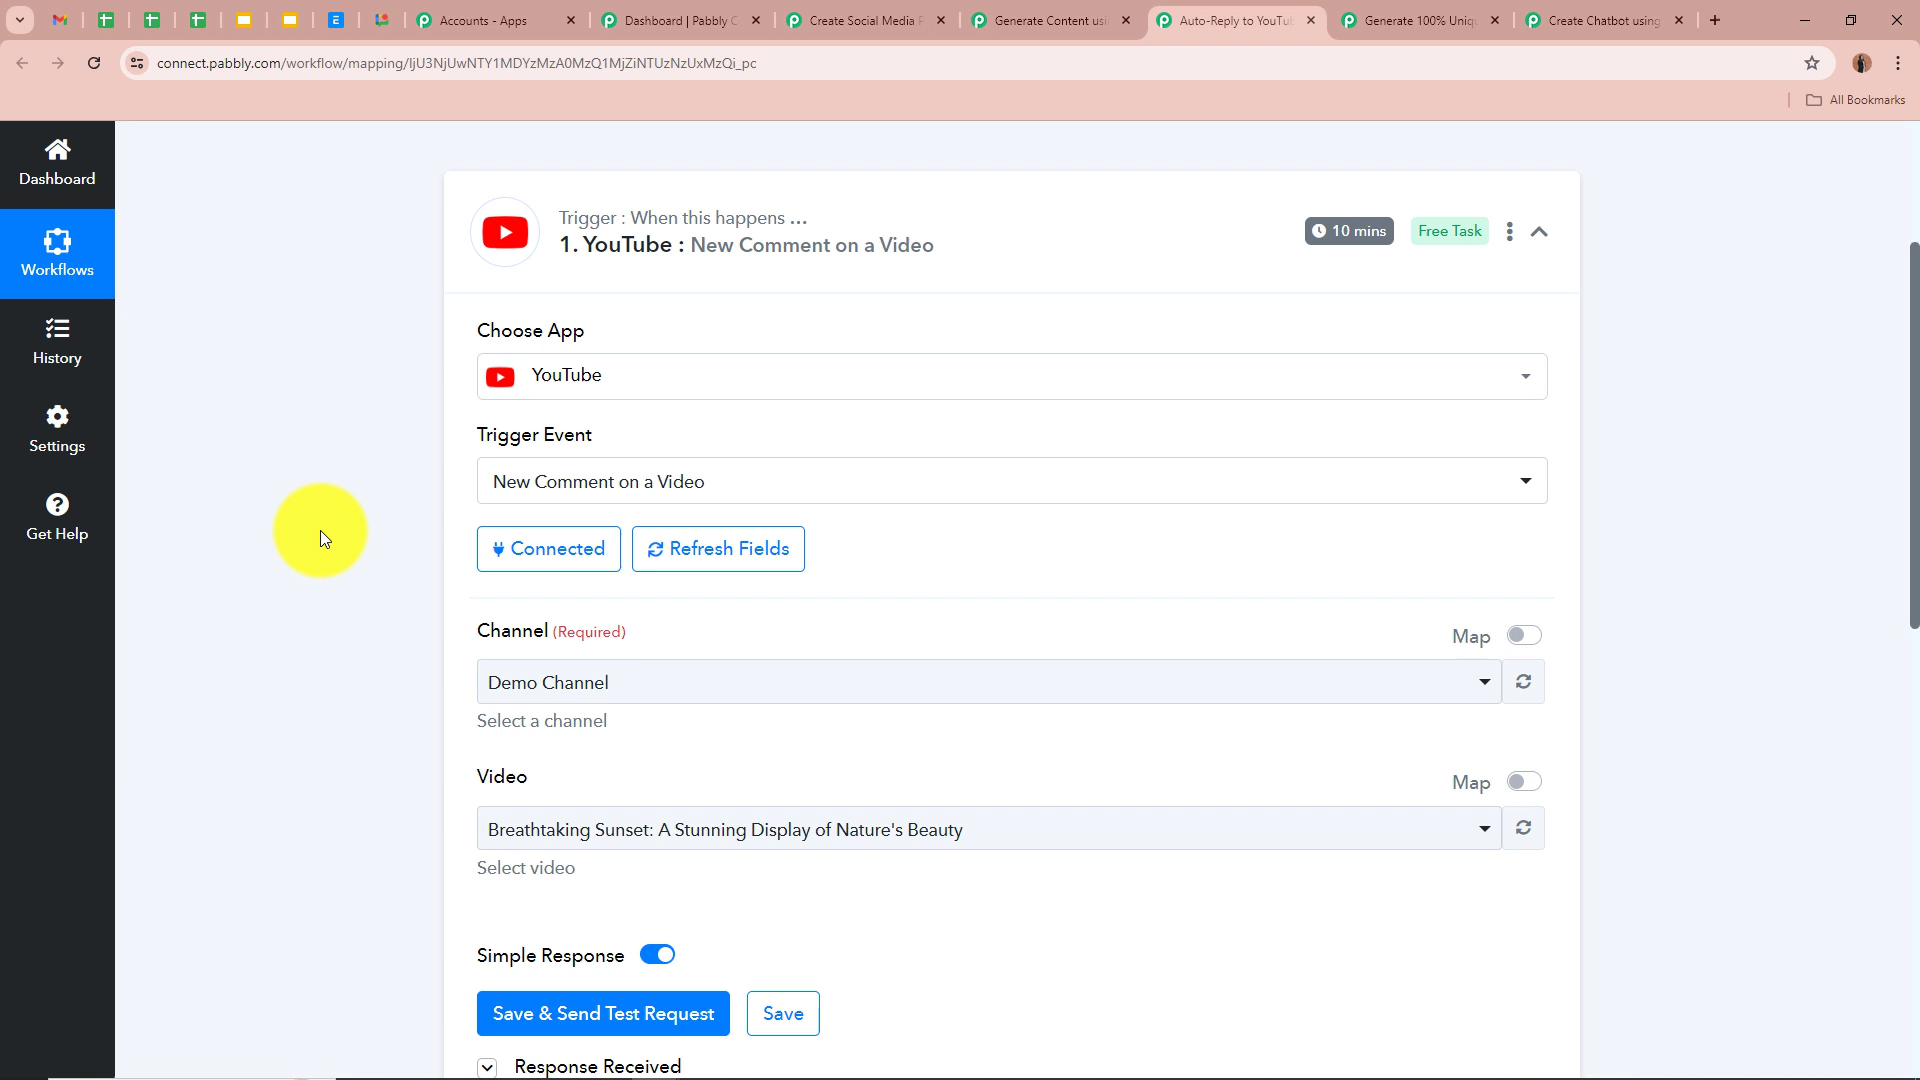 Accounts - Apps
Dashboard | Pabbly C
Create Social Media P
Generate Content usi
Auto-Reply to YouTub
Generate 100% Uniqu
Create Chatbot using
connect.pabbly.com/workflow/mapping/IjU3NjUwNTY1MDYzMzA0MzQ1MjZiNTUzNzUxMzQi_pc
All Bookmarks
Dashboard
Workflows
History
Settings
Get Help
Trigger : When this happens ...
1. YouTube : New Comment on a Video
10 mins
Free Task
Choose App
YouTube
Trigger Event
New Comment on a Video
Connected
Refresh Fields
Channel (Required)
Map
Demo Channel
Select a channel
Video
Map
Breathtaking Sunset: A Stunning Display of Nature's Beauty
Select video
Simple Response
Save & Send Test Request
Save
Response Received